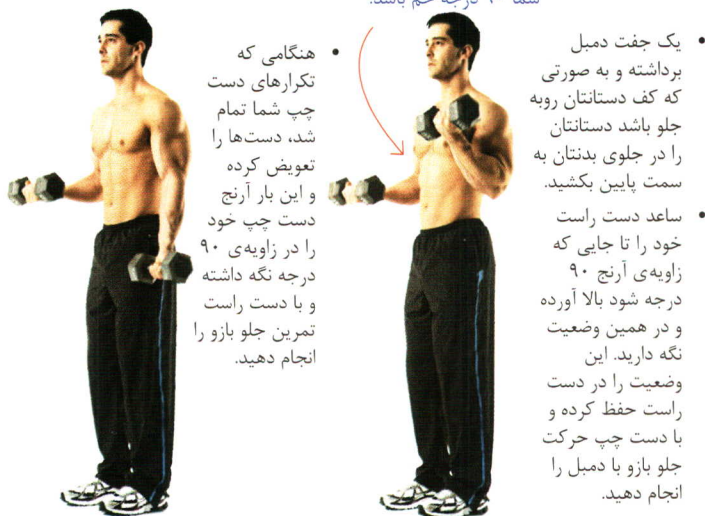 شما ۹۰ درجه خم باشد.
• یک جفت دمبل
برداشته و به صورتی
که کف دستانتان روبه
جلو باشد دستانتان
را در جلوی بدنتان به
سمت پایین بکشید.
• ساعد دست راست
خود را تا جایی که
زاویه‌ی آرنج ۹۰
درجه شود بالا آورده
و در همین وضعیت
نگه دارید. این
وضعیت را در دست
راست حفظ کرده و
با دست چپ حرکت
جلو بازو با دمبل را
انجام دهید.
• هنگامی که
تکرارهای دست
چپ شما تمام
شد، دست‌ها را
تعویض کرده
و این بار آرنج
دست چپ خود
را در زاویه‌ی ۹۰
درجه نگه داشته
و با دست راست
تمرین جلو بازو را
انجام دهید.